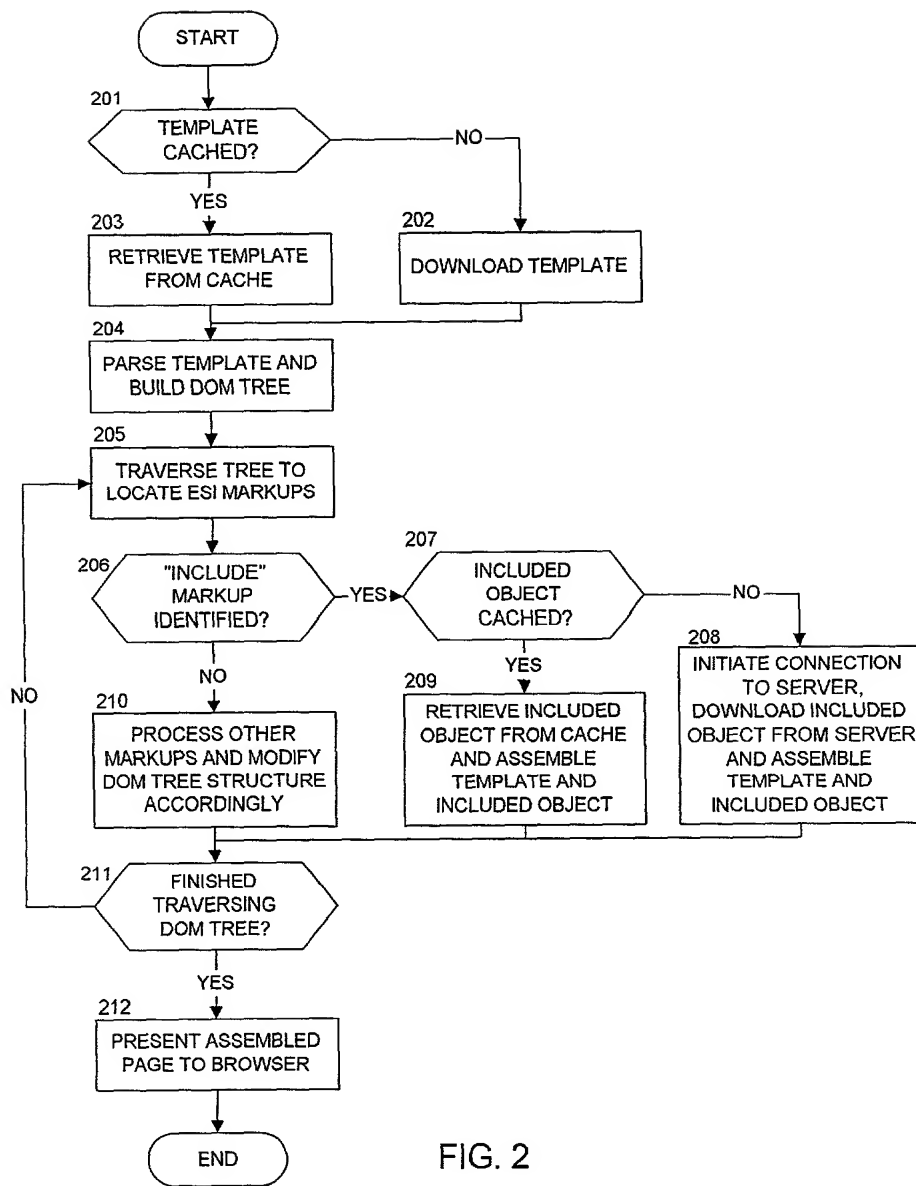 START
201
TEMPLATE
CACHED?
NO
YES
203
RETRIEVE TEMPLATE
FROM CACHE
202
DOWNLOAD TEMPLATE
204
PARSE TEMPLATE AND
BUILD DOM TREE
205
TRAVERSE TREE TO
LOCATE ESI MARKUPS
206
"INCLUDE"
MARKUP
IDENTIFIED?
YES
207
INCLUDED
OBJECT
CACHED?
NO
NO
NO
YES
210
PROCESS OTHER
MARKUPS AND MODIFY
DOM TREE STRUCTURE
ACCORDINGLY
209
RETRIEVE INCLUDED
OBJECT FROM CACHE
AND ASSEMBLE
TEMPLATE AND
INCLUDED OBJECT
208
INITIATE CONNECTION
TO SERVER,
DOWNLOAD INCLUDED
OBJECT FROM SERVER
AND ASSEMBLE
TEMPLATE AND
INCLUDED OBJECT
211
FINISHED
TRAVERSING
DOM TREE?
YES
212
PRESENT ASSEMBLED
PAGE TO BROWSER
END
FIG. 2